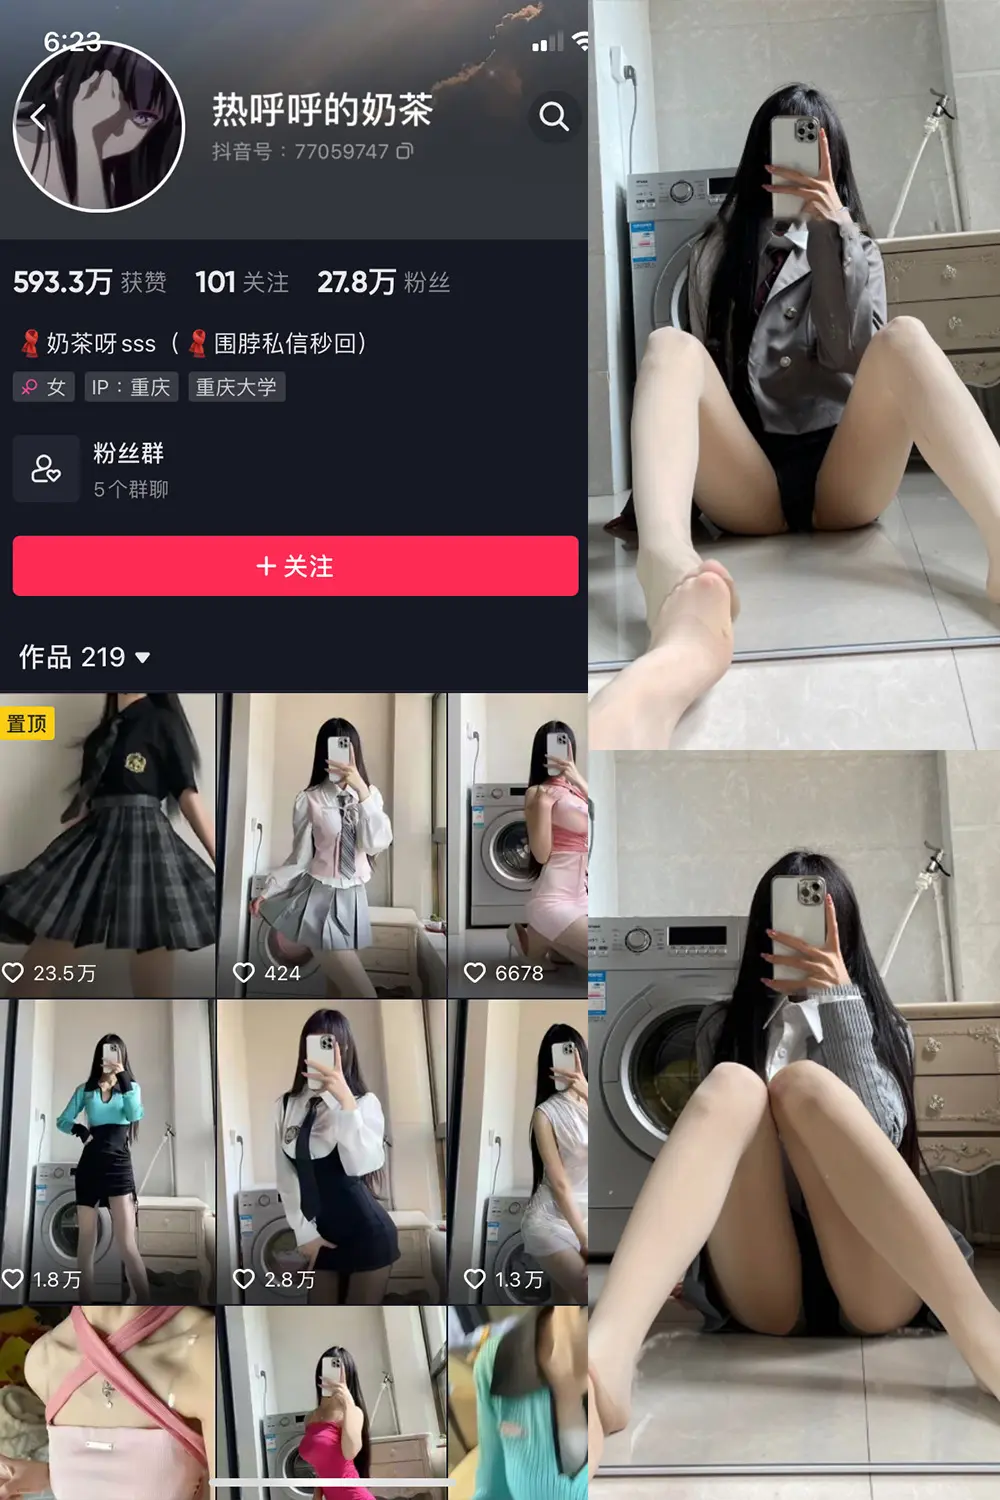 6:23
热呼呼的奶茶
抖音号：77059747
593.3万 获赞 101 关注 27.8万 粉丝
奶茶呀sss（围脖私信秒回）
女 IP：重庆 重庆大学
粉丝群
5个群聊
+ 关注
作品 219
置顶
23.5万 424 6678
1.8万 2.8万 1.3万